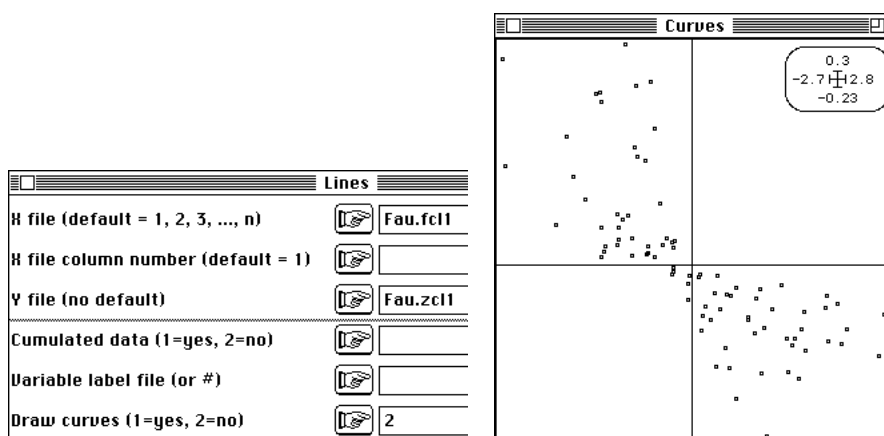 Lines
X file (default = 1, 2, 3, ..., n)
Fau.fcl1
X file column number (default = 1)
Y file (no default)
Fau.zcl1
Cumulated data (1=yes, 2=no)
Variable label file (or #)
Draw curves (1=yes, 2=no)
2
Curves
0.3
-2.7 2.8
-0.23